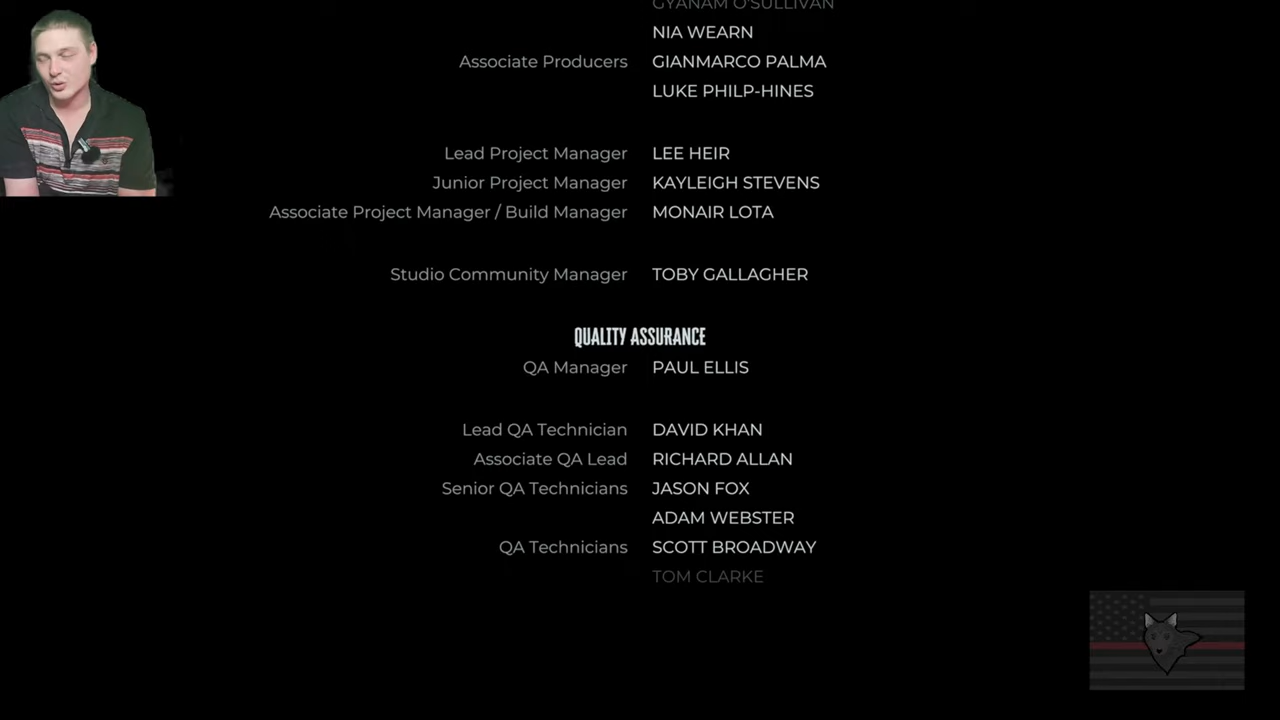 GYANAM O'SULLIVAN
NIA WEARN
Associate Producers GIANMARCO PALMA
LUKE PHILP-HINES
Lead Project Manager LEE HEIR
Junior Project Manager KAYLEIGH STEVENS
Associate Project Manager / Build Manager MONAIR LOTA
Studio Community Manager TOBY GALLAGHER
QUALITY ASSURANCE
QA Manager PAUL ELLIS
Lead QA Technician DAVID KHAN
Associate QA Lead RICHARD ALLAN
Senior QA Technicians JASON FOX
ADAM WEBSTER
QA Technicians SCOTT BROADWAY
TOM CLARKE